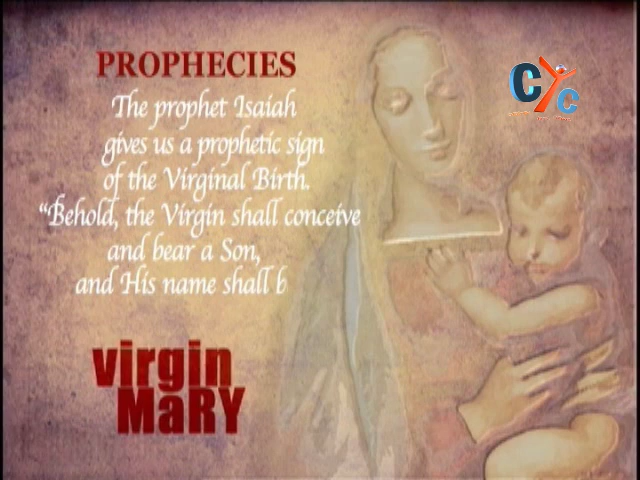 PROPHECIES
The prophet Isaiah
gives us a prophetic sign
of the Virginal Birth.
“Behold, the Virgin shall conceive
and bear a Son,
and His name shall b
virgin
MaRY
CYC